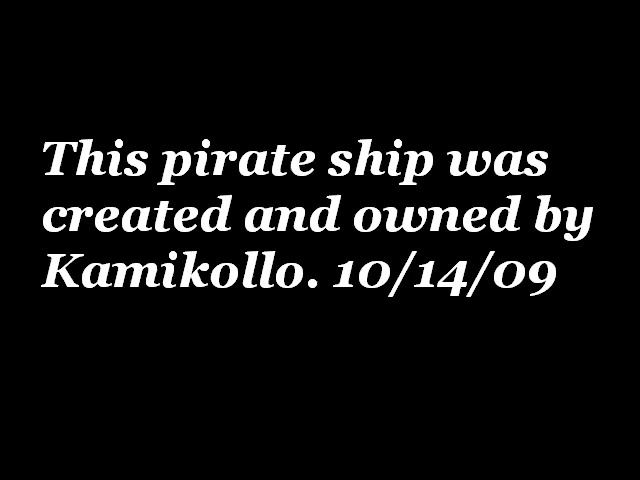 This pirate ship was
created and owned by
Kamikollo. 10/14/09